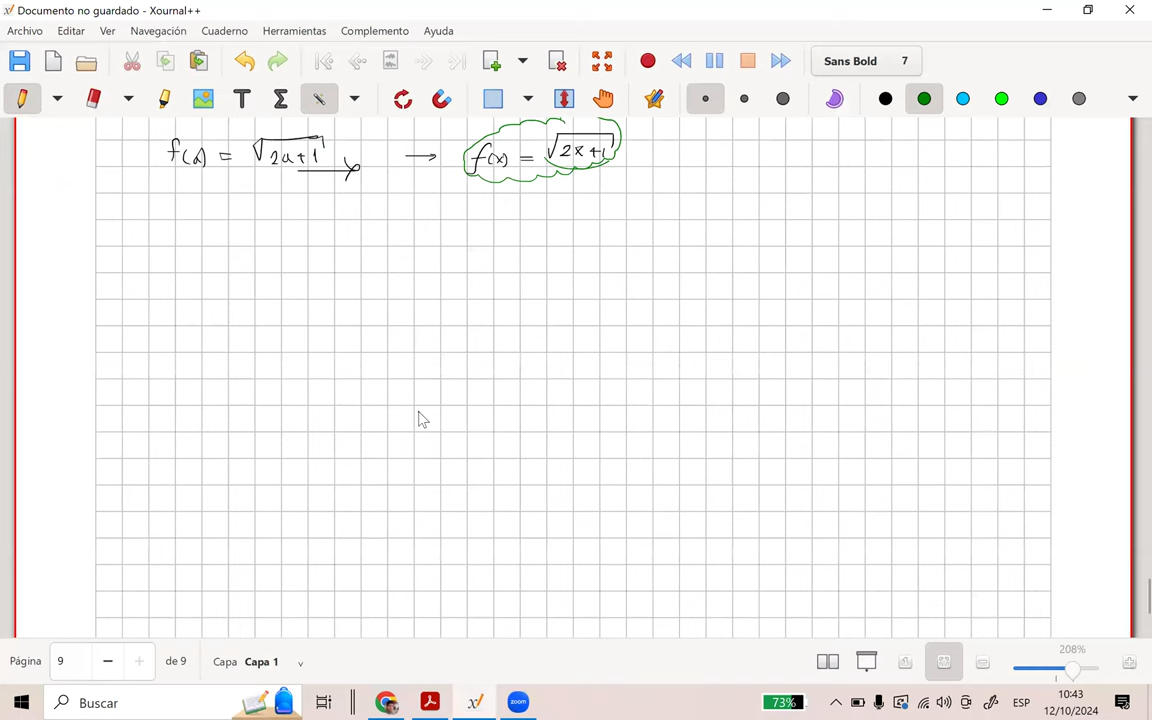 Documento no guardado - Xournal++
Archivo Editar Ver Navegación Cuaderno Herramientas Complemento Ayuda
Sans Bold 7
f(a) = √2a+1 → f(x) = √2x+1
Página 9 de 9 Capa Capa 1 208%
Buscar
zoom
73% ESP 10:43
12/10/2024